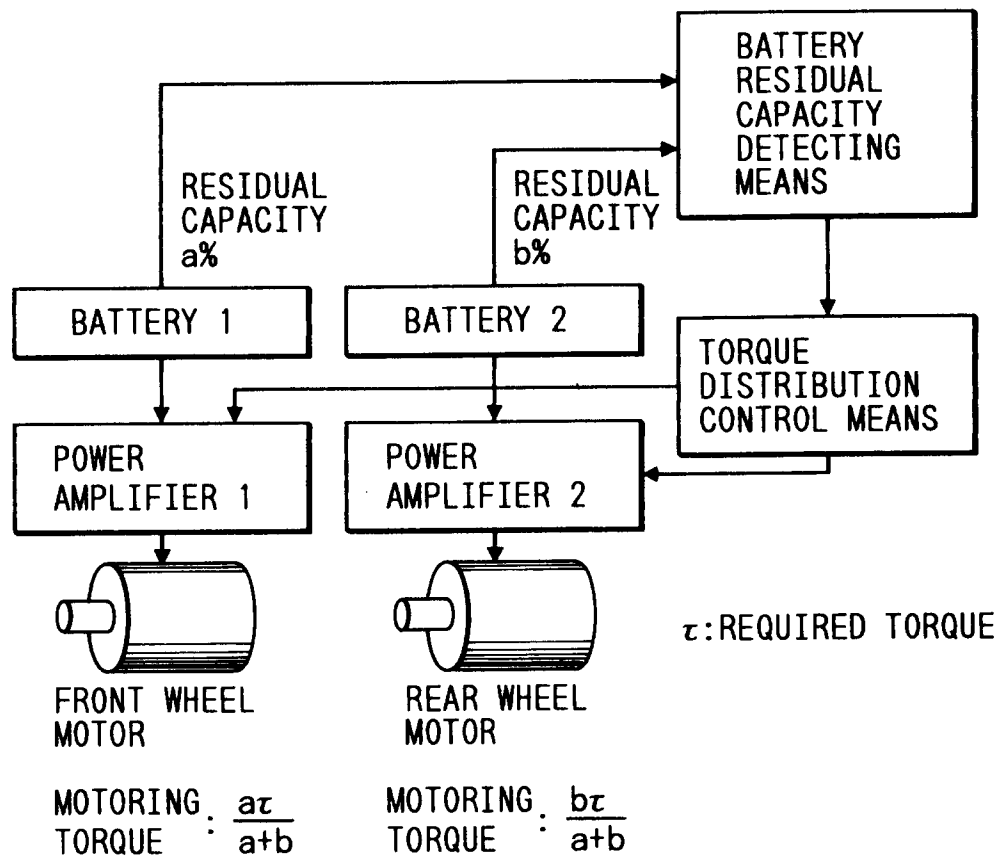 BATTERY
RESIDUAL
CAPACITY
DETECTING
MEANS
RESIDUAL
CAPACITY
a%
RESIDUAL
CAPACITY
b%
BATTERY 1
BATTERY 2
TORQUE
DISTRIBUTION
CONTROL MEANS
POWER
AMPLIFIER 1
POWER
AMPLIFIER 2
τ:REQUIRED TORQUE
FRONT WHEEL
MOTOR
REAR WHEEL
MOTOR
MOTORING
TORQUE : aτ/a+b
MOTORING
TORQUE : bτ/a+b